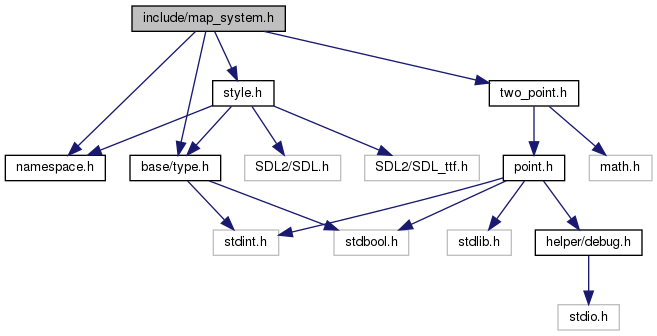 include/map_system.h
style.h
two_point.h
namespace.h
base/type.h
SDL2/SDL.h
SDL2/SDL_ttf.h
point.h
math.h
stdint.h
stdbool.h
stdlib.h
helper/debug.h
stdio.h